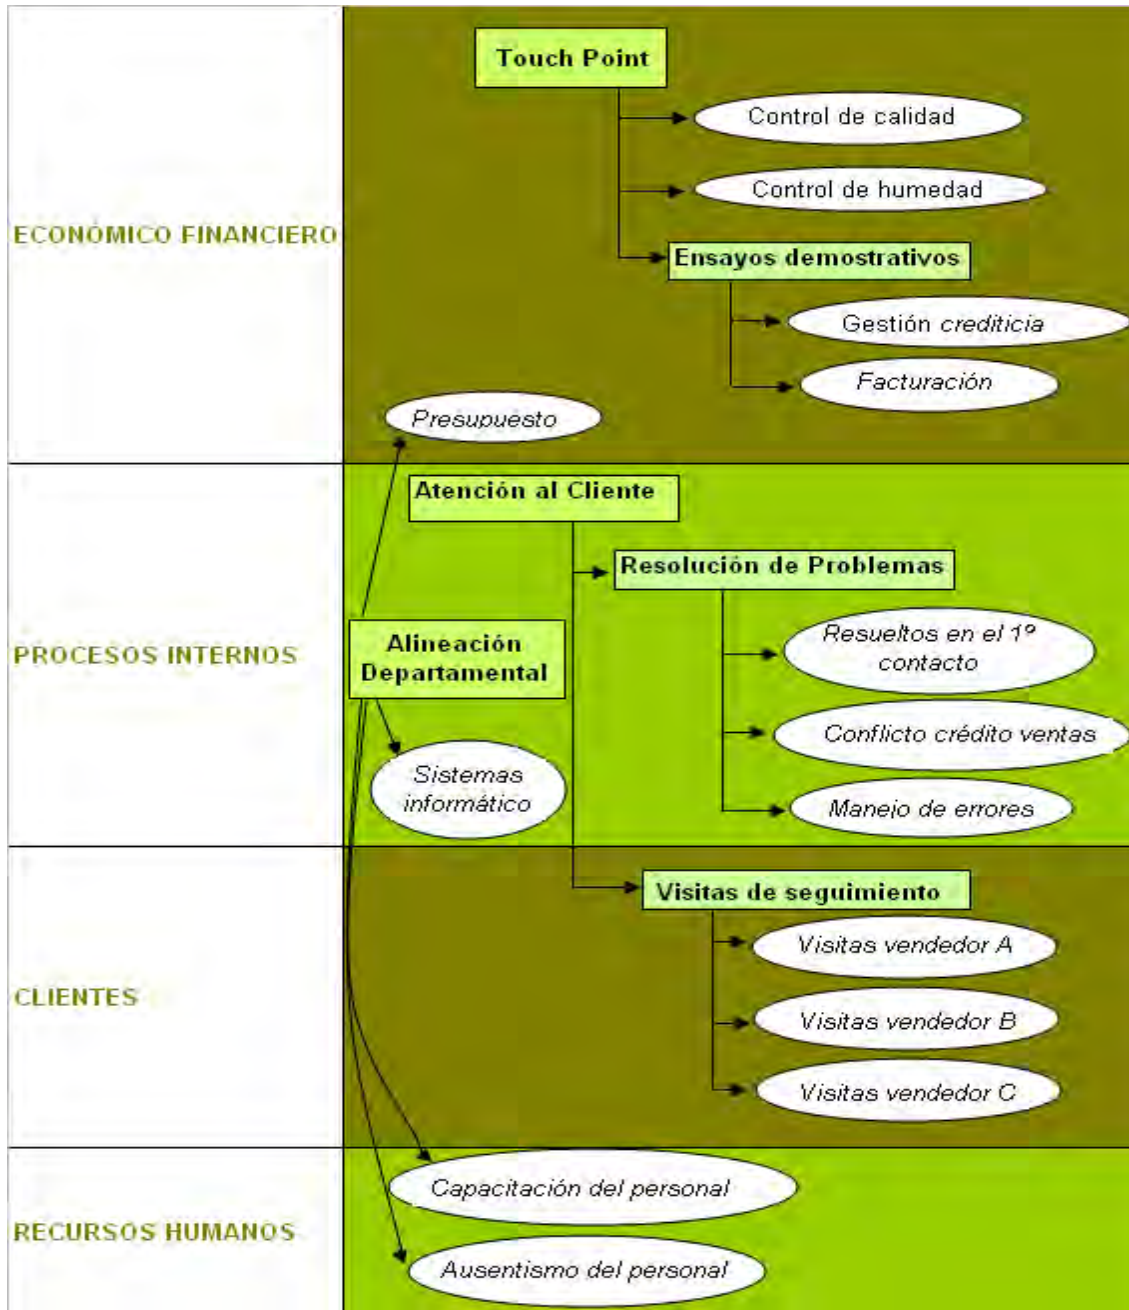 Touch Point
Control de calidad
Control de humedad
ECONÓMICO FINANCIERO
Ensayos demostrativos
Gestión crediticia
Facturación
Presupuesto
Atención al Cliente
Resolución de Problemas
PROCESOS INTERNOS
Alineación
Departamental
Resueltos en el 1º
contacto
Conflicto crédito ventas
Sistemas
informático
Manejo de errores
Visitas de seguimiento
Visitas vendedor A
CLIENTES
Visitas vendedor B
Visitas vendedor C
Capacitación del personal
RECURSOS HUMANOS
Ausentismo del personal